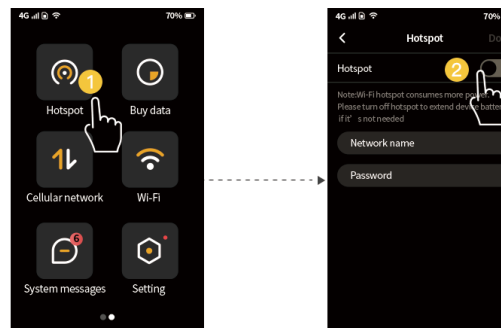 4G 70%
1
Hotspot Buy data
Cellular network Wi-Fi
6
System messages Setting
4G 70%
Hotspot Do
Hotspot 2
Note:Wi-Fi hotspot consumes more power.
Please turn off hotspot to extend device batter
if it' s not needed
Network name
Password